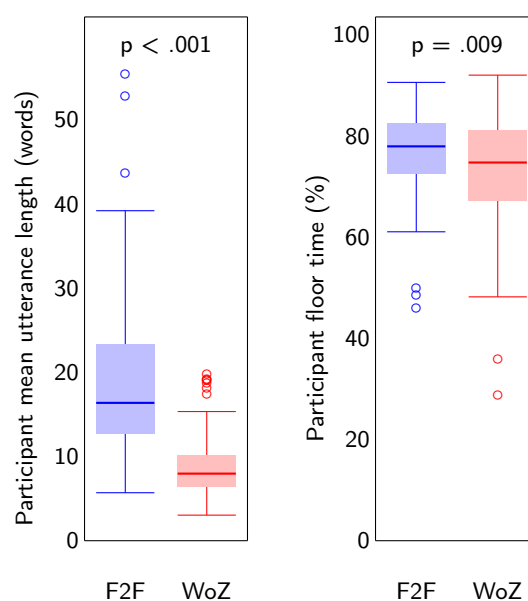 Participant mean utterance length (words)
p < .001
50
40
30
20
10
0
F2F WoZ
Participant floor time (%)
p = .009
100
80
60
40
20
0
F2F WoZ